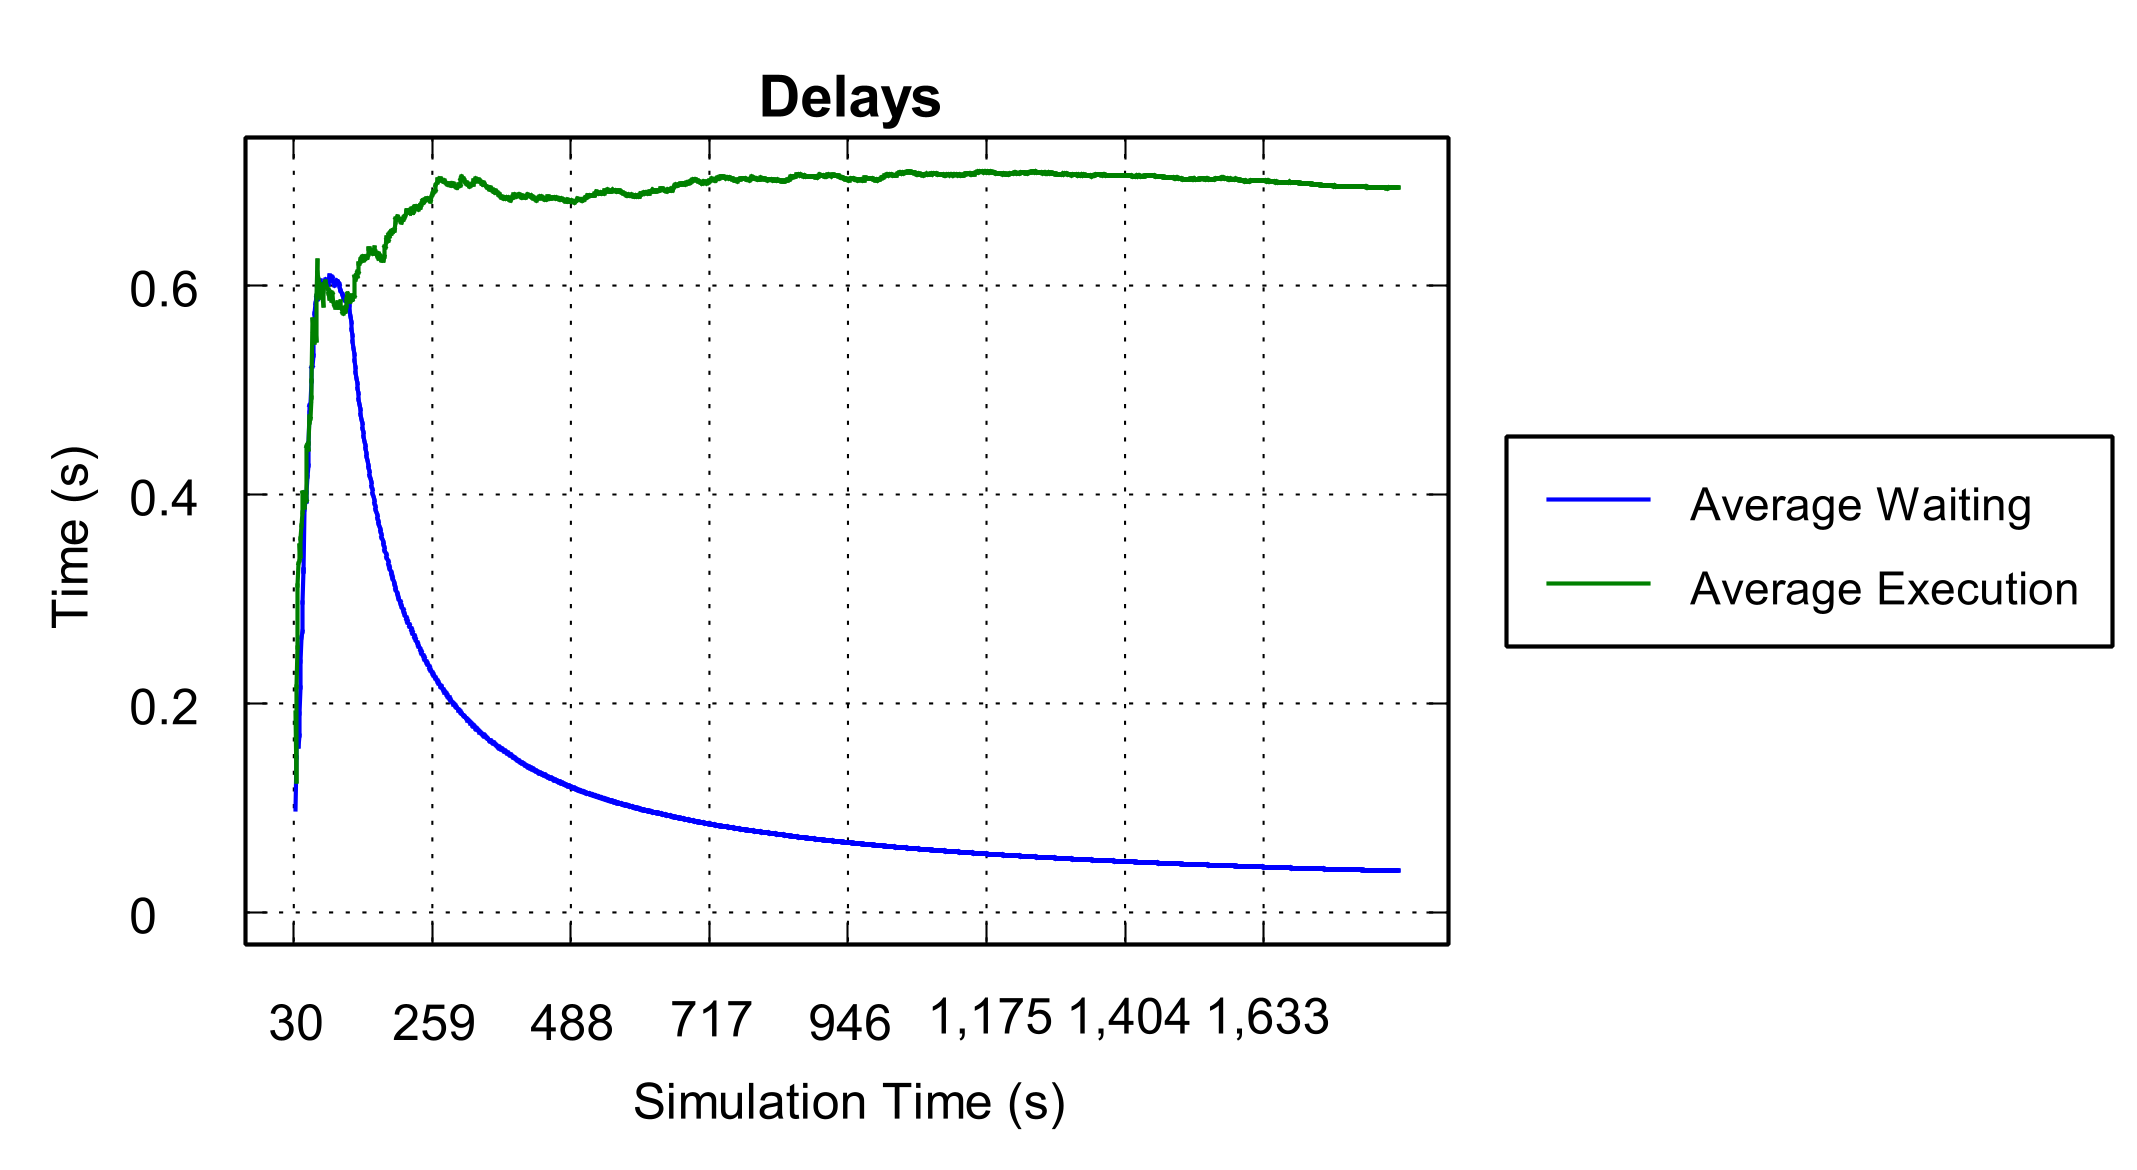 Delays
0.6
0.4
0.2
0
Time (s)
30 259 488 717 946 1,175 1,404 1,633
Simulation Time (s)
Average Waiting
Average Execution